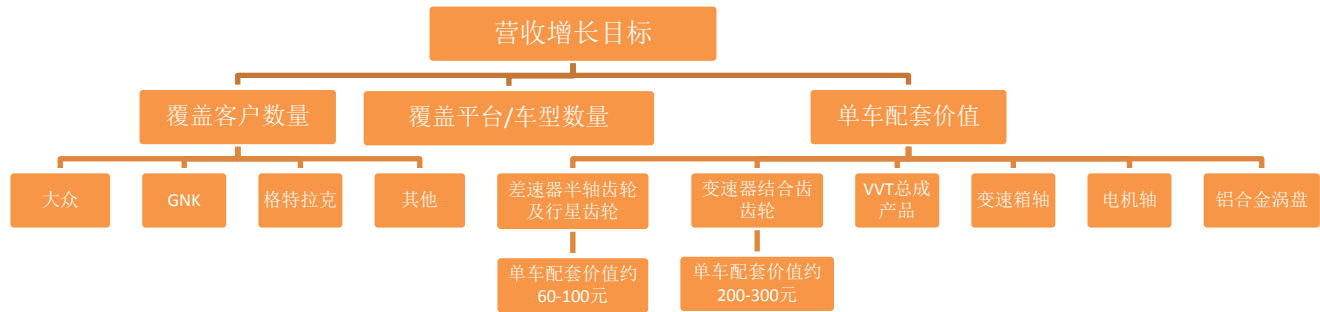 营收增长目标
覆盖客户数量
覆盖平台/车型数量
单车配套价值
大众
GNK
格特拉克
其他
差速器半轴齿轮
及行星齿轮
变速器结合齿
齿轮
VVT总成
产品
变速箱轴
电机轴
铝合金涡盘
单车配套价值约
60-100元
单车配套价值约
200-300元